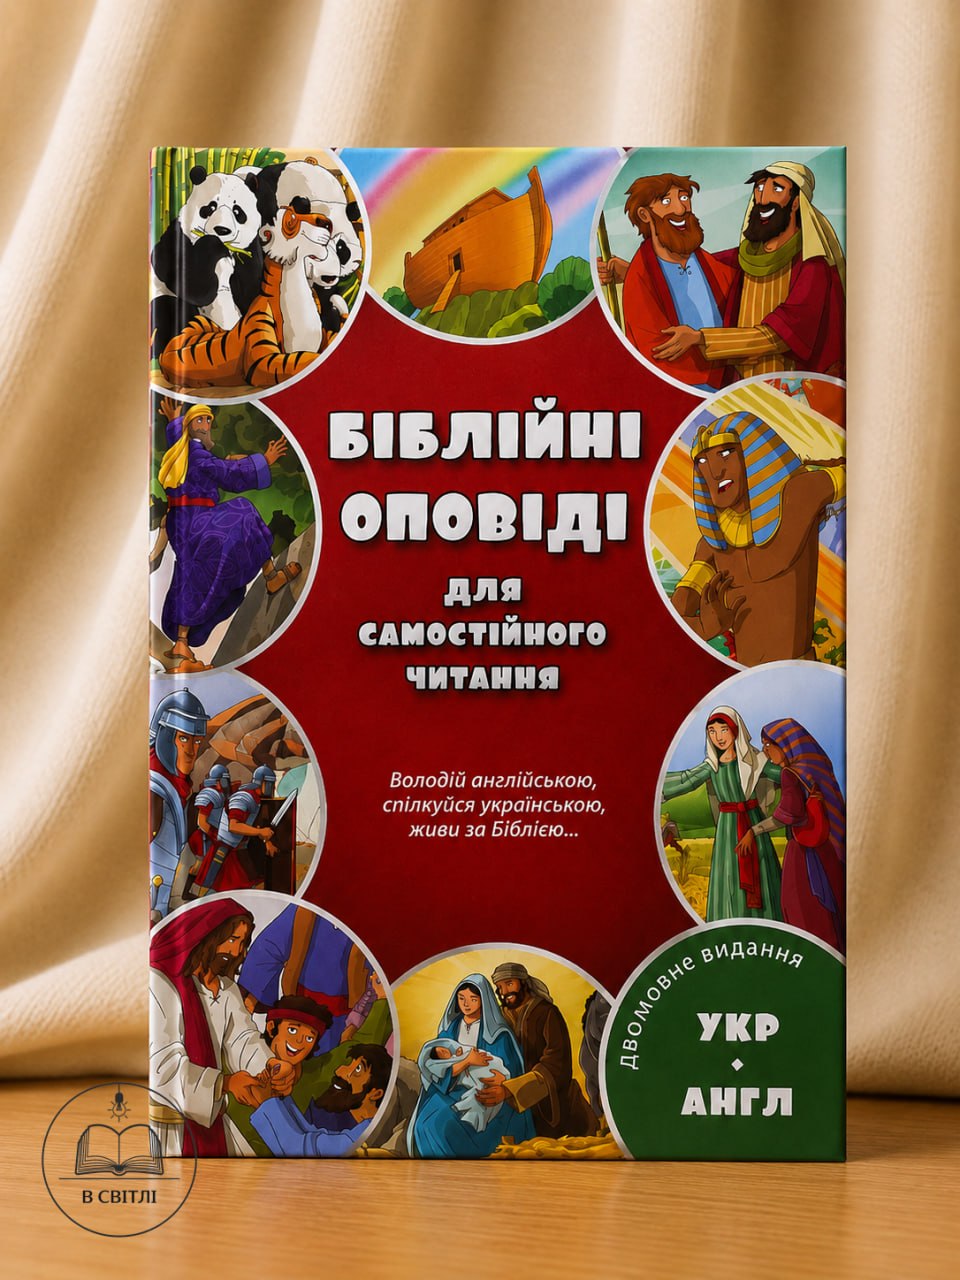 БІБЛІЙНІ
ОПОВІДІ
ДЛЯ
САМОСТІЙНОГО
ЧИТАННЯ
Володій англійською,
спілкуйся українською,
живи за Біблією...
двомовне видання
УКР
АНГЛ
В СВІТЛІ